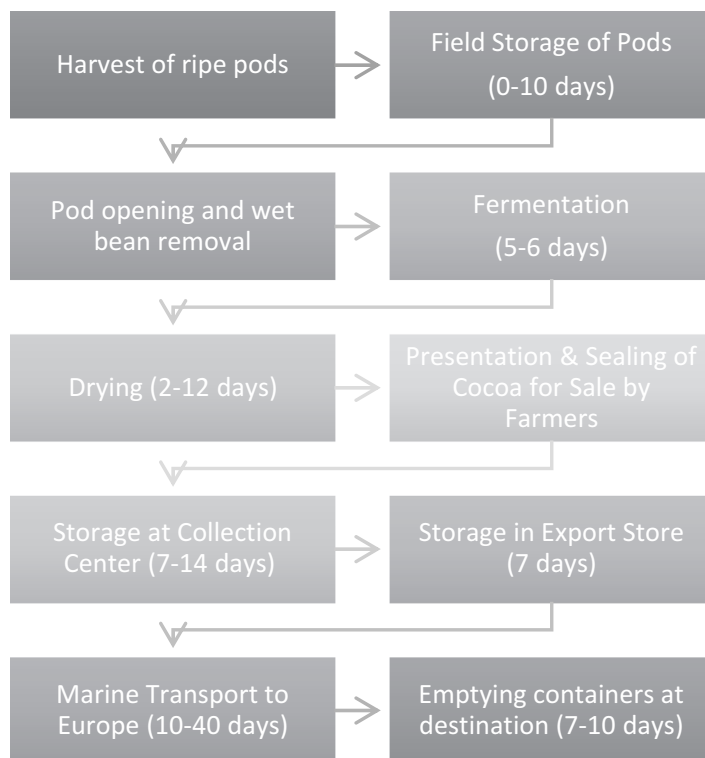 Harvest of ripe pods
Field Storage of Pods
(0-10 days)
Pod opening and wet
bean removal
Fermentation
(5-6 days)
Drying (2-12 days)
Presentation & Sealing of
Cocoa for Sale by
Farmers
Storage at Collection
Center (7-14 days)
Storage in Export Store
(7 days)
Marine Transport to
Europe (10-40 days)
Emptying containers at
destination (7-10 days)